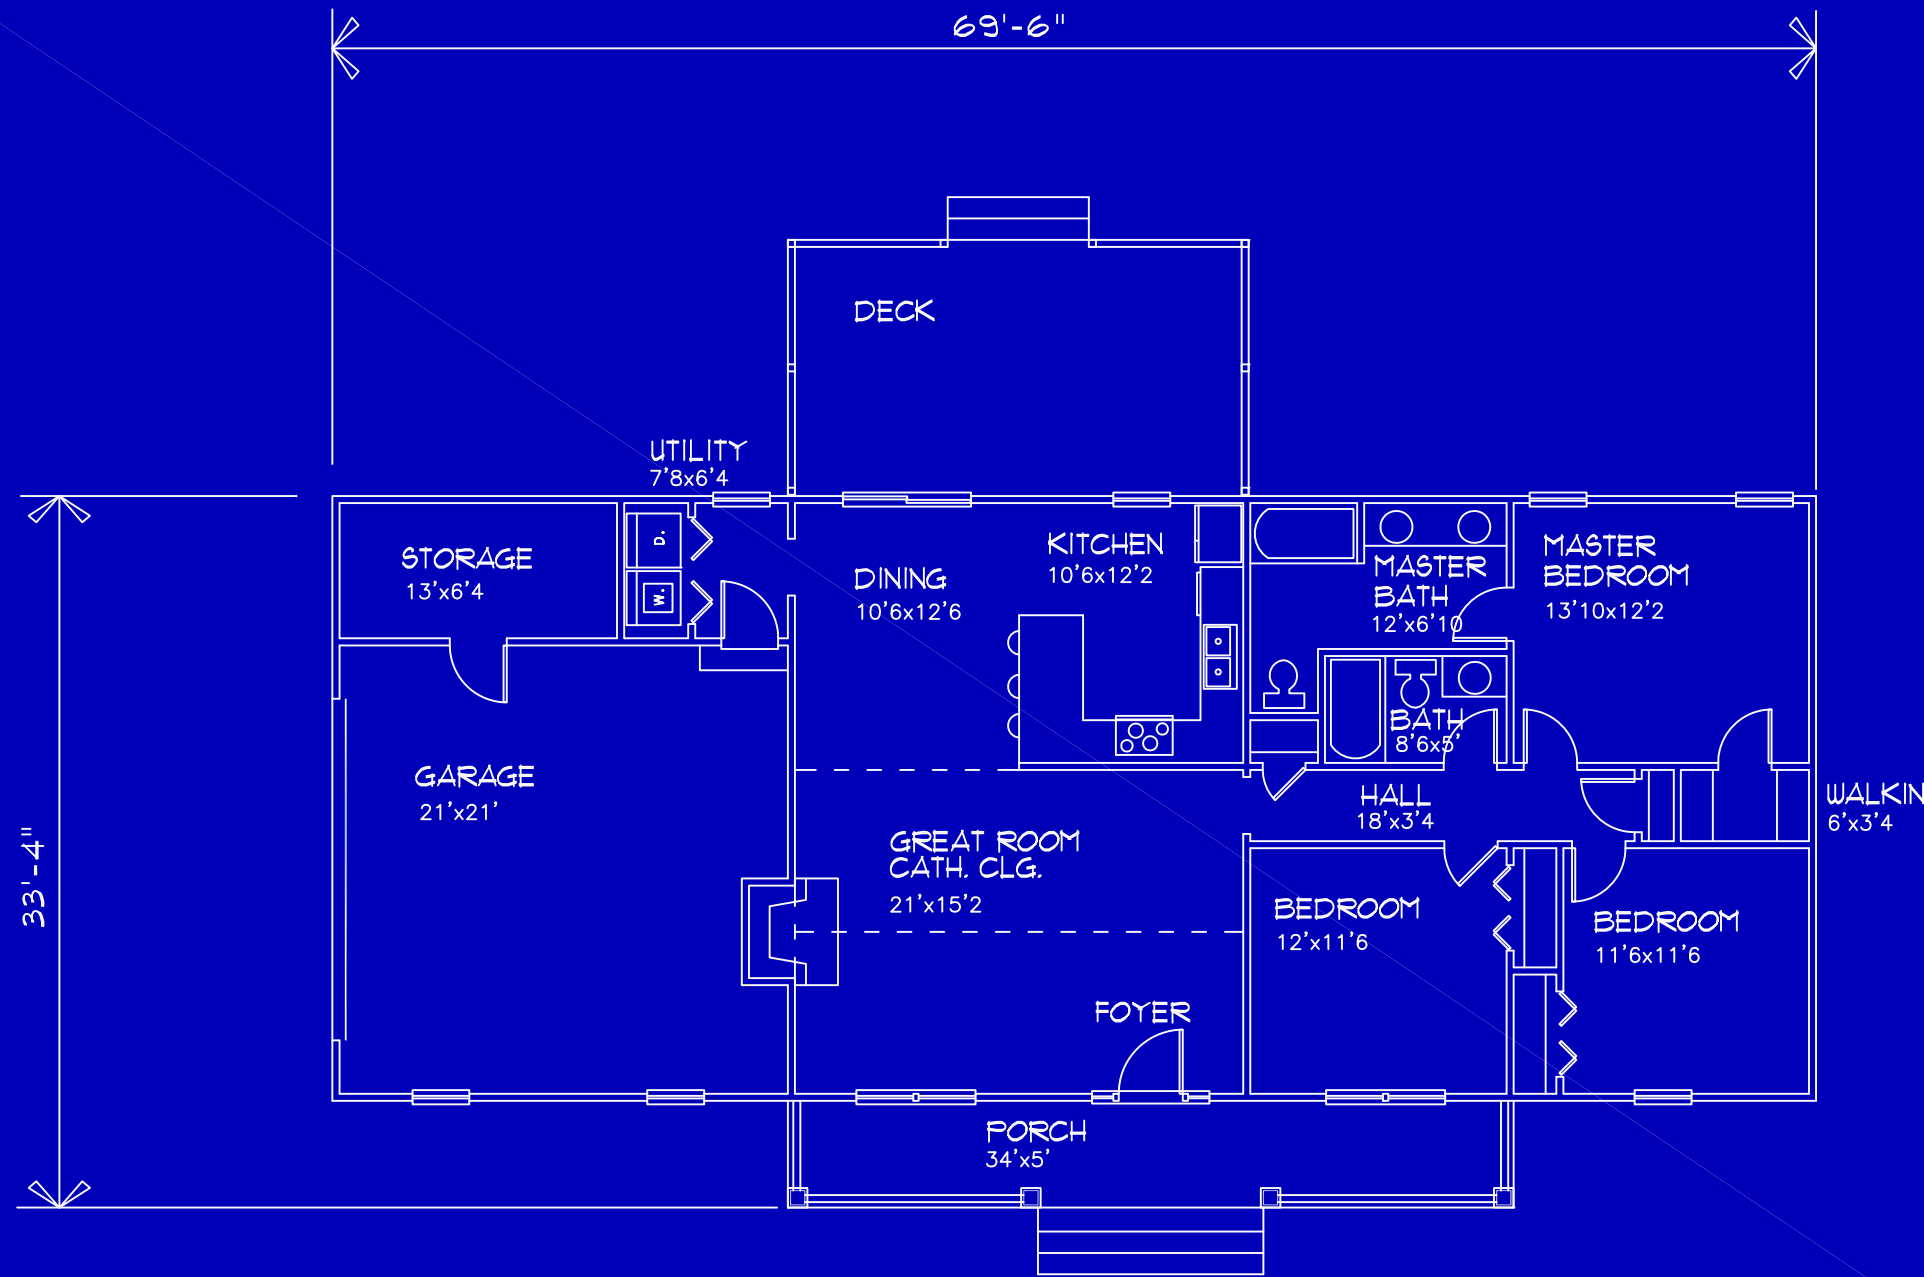 69'-6"
DECK
UTILITY
7'8x6'4
D.
W.
STORAGE
13'x6'4
DINING
10'6x12'6
KITCHEN
10'6x12'2
MASTER
BATH
12'x6'10
MASTER
BEDROOM
13'10x12'2
BATH
8'6x5'
GARAGE
21'x21'
HALL
18'x3'4
WALKIN
6'x3'4
GREAT ROOM
CATH. CLG.
21'x15'2
33'-4"
BEDROOM
12'x11'6
BEDROOM
11'6x11'6
FOYER
PORCH
34'x5'